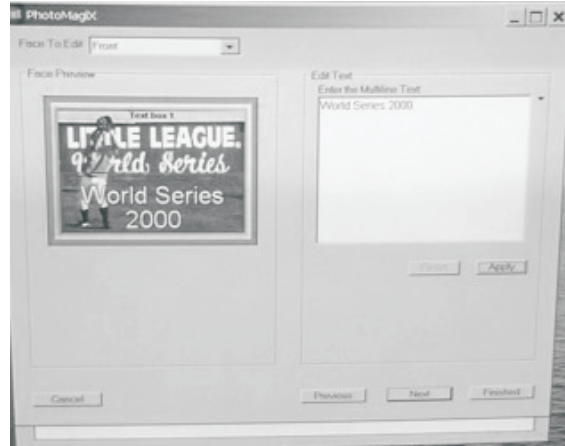 PhotoMagiX
Face To Edit Front
Face Preview
Text box 1
LITTLE LEAGUE.
World Series
World Series
2000
Edit Text
Enter the Multiline Text
World Series 2000
Reset
Apply
Cancel
Previous
Next
Finished